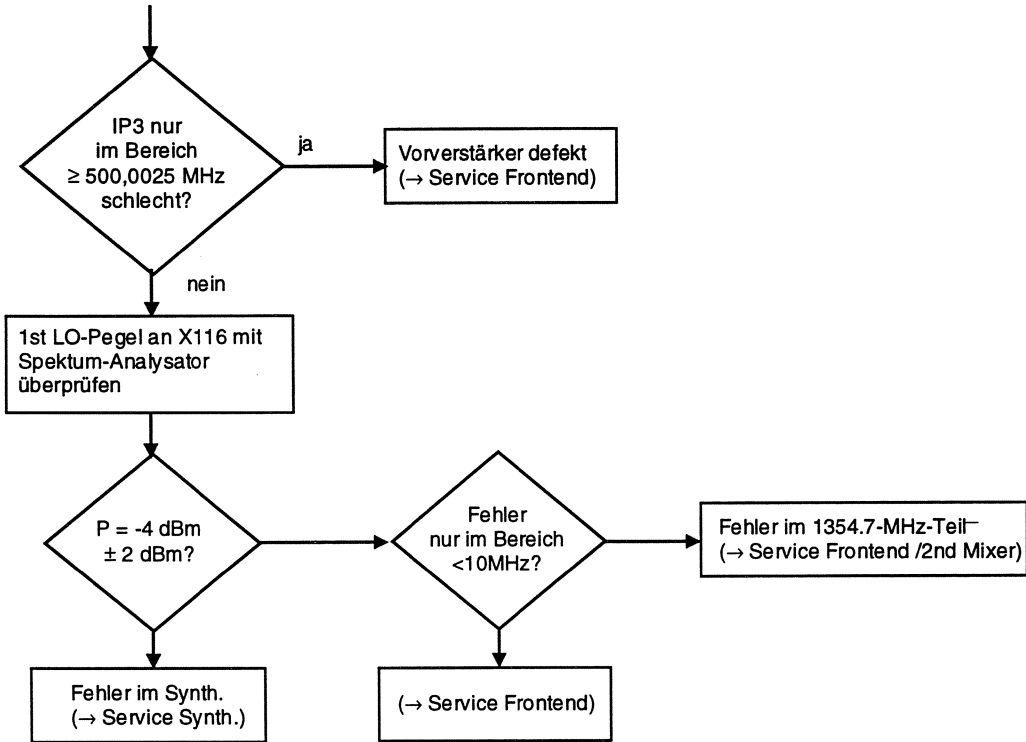 IP3 nur
im Bereich
≥ 500,0025 MHz
schlecht?
ja
Vorverstärker defekt
(→ Service Frontend)
nein
1st LO-Pegel an X116 mit
Spektum-Analysator
überprüfen
P = -4 dBm
± 2 dBm?
Fehler
nur im Bereich
<10MHz?
Fehler im 1354.7-MHz-Teil
(→ Service Frontend /2nd Mixer)
Fehler im Synth.
(→ Service Synth.)
(→ Service Frontend)